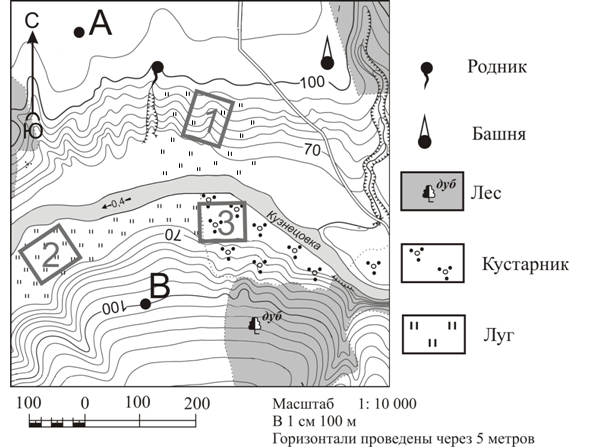 С
A
Родник
100
Башня
Ю
1
70
дуб
Лес
0.4
Кузнецовка
3
2
70
Кустарник
B
100
дуб
Луг
100 0 100 200
Масштаб 1: 10 000
В 1 см 100 м
Горизонтали проведены через 5 метров